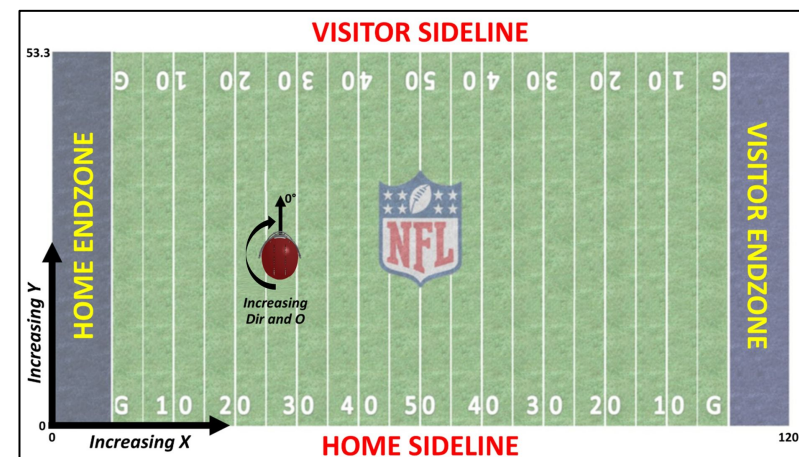 VISITOR SIDELINE
53.3
G 10 20 30 40 50 40 30 20 10 G
HOME ENDZONE
VISITOR ENDZONE
0°
NFL
Increasing
Dir and O
Increasing Y
G 10 20 30 40 50 40 30 20 10 G
0
0
Increasing X
HOME SIDELINE
120